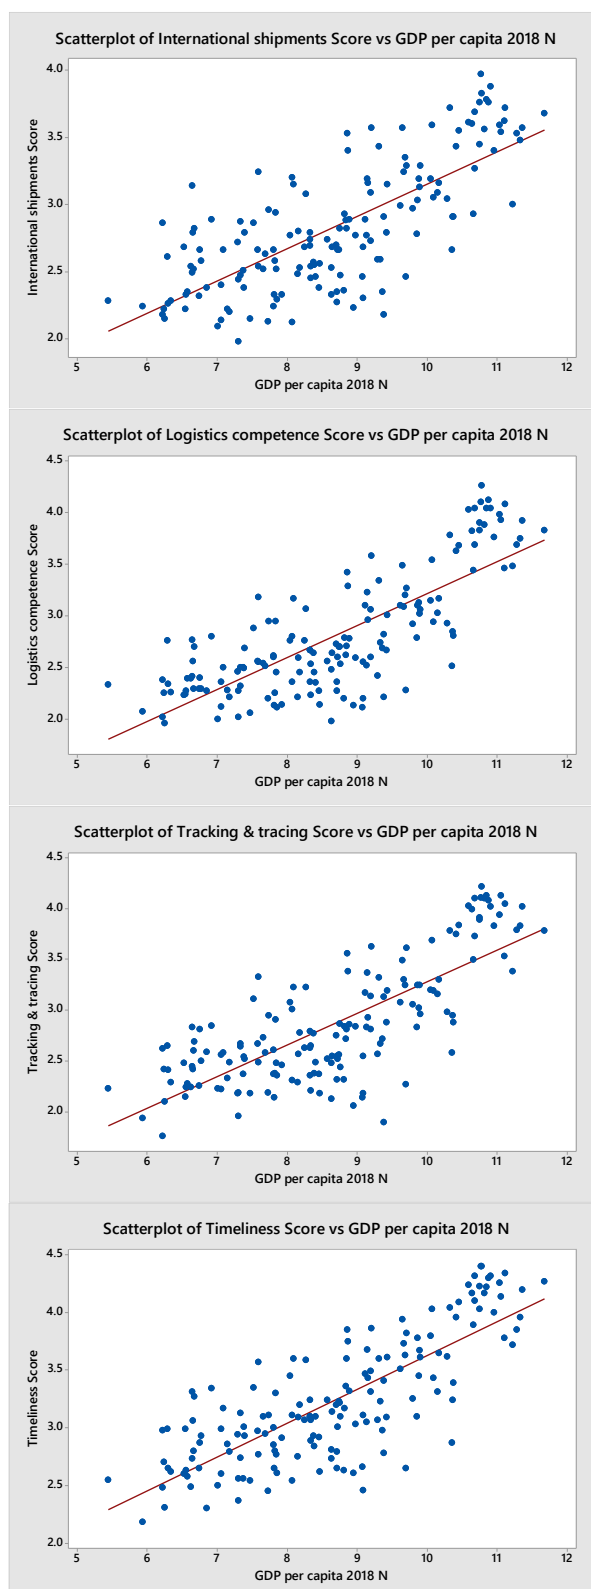 Scatterplot of International shipments Score vs GDP per capita 2018 N
4.0
3.5
3.0
2.5
2.0
International shipments Score
5 6 7 8 9 10 11 12
GDP per capita 2018 N
Scatterplot of Logistics competence Score vs GDP per capita 2018 N
4.5
4.0
3.5
3.0
2.5
2.0
Logistics competence Score
5 6 7 8 9 10 11 12
GDP per capita 2018 N
Scatterplot of Tracking & tracing Score vs GDP per capita 2018 N
4.5
4.0
3.5
3.0
2.5
2.0
Tracking & tracing Score
5 6 7 8 9 10 11 12
GDP per capita 2018 N
Scatterplot of Timeliness Score vs GDP per capita 2018 N
4.5
4.0
3.5
3.0
2.5
2.0
Timeliness Score
5 6 7 8 9 10 11 12
GDP per capita 2018 N